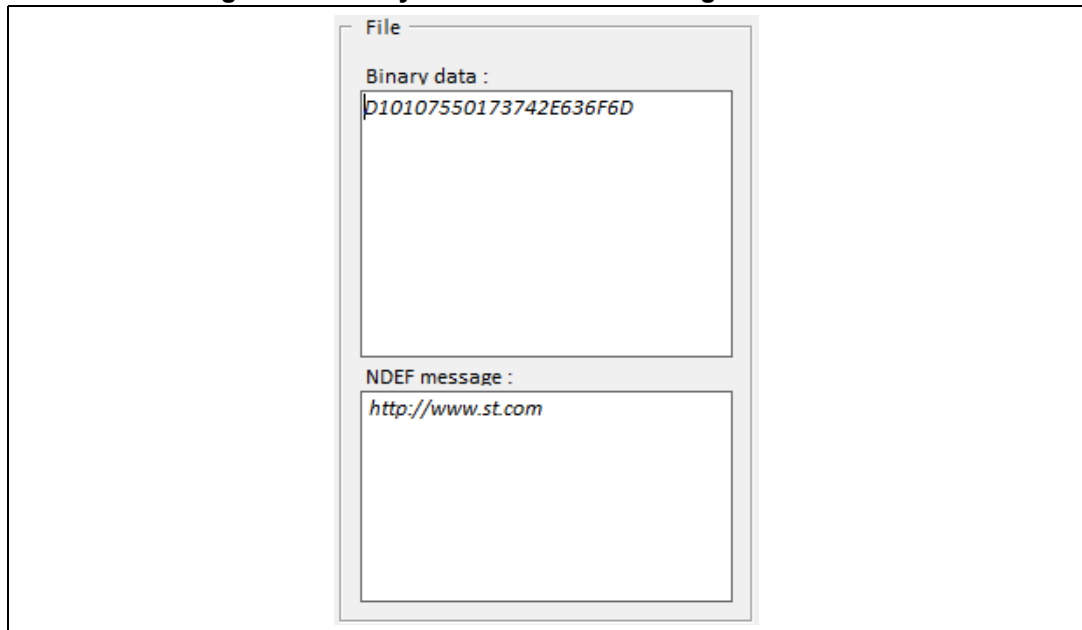 File
Binary data :
D10107550173742E636F6D
NDEF message :
http://www.st.com